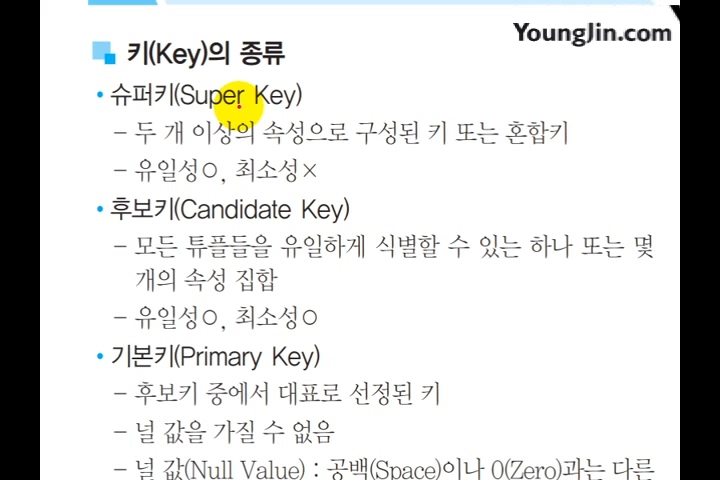 YoungJin.com
키(Key)의 종류
• 슈퍼키(Super Key)
– 두 개 이상의 속성으로 구성된 키 또는 혼합키
– 유일성○, 최소성×
• 후보키(Candidate Key)
– 모든 튜플들을 유일하게 식별할 수 있는 하나 또는 몇
개의 속성 집합
– 유일성○, 최소성○
• 기본키(Primary Key)
– 후보키 중에서 대표로 선정된 키
– 널 값을 가질 수 없음
– 널 값(Null Value) : 공백(Space)이나 0(Zero)과는 다른